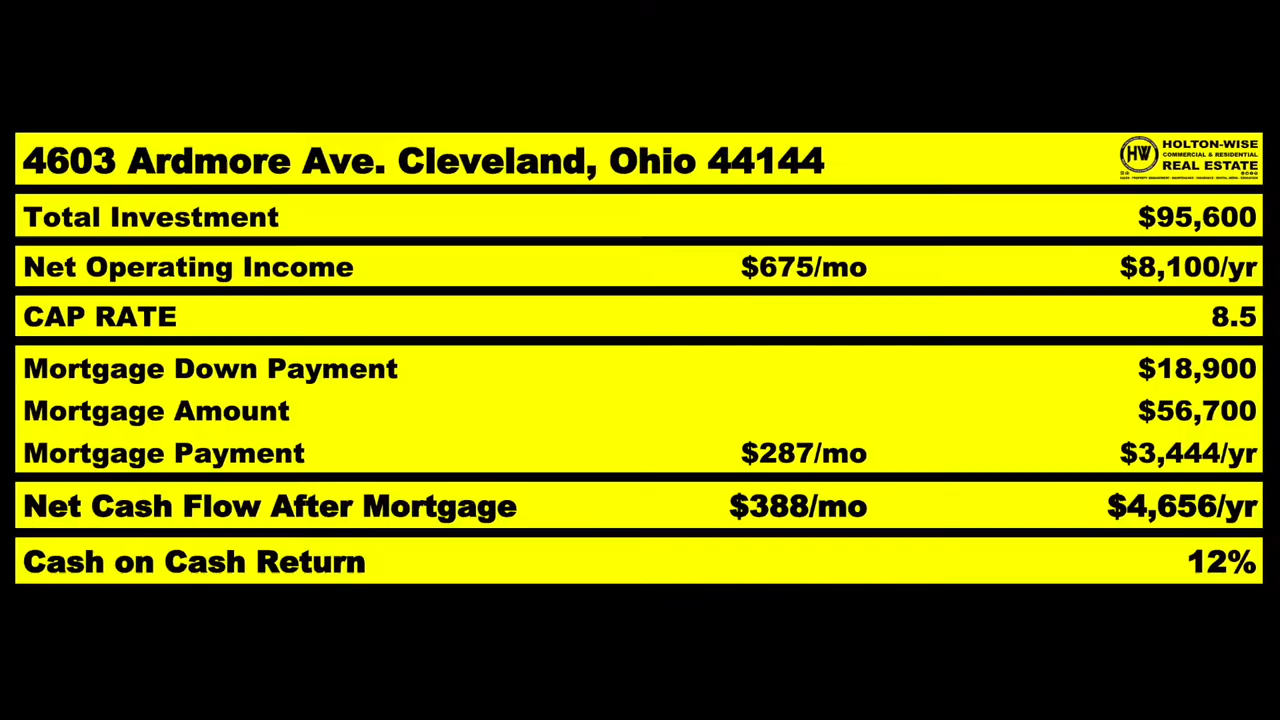 4603 Ardmore Ave. Cleveland, Ohio 44144
HW
HOLTON-WISE
COMMERCIAL & RESIDENTIAL
REAL ESTATE
Total Investment $95,600
Net Operating Income $675/mo $8,100/yr
CAP RATE 8.5
Mortgage Down Payment $18,900
Mortgage Amount $56,700
Mortgage Payment $287/mo $3,444/yr
Net Cash Flow After Mortgage $388/mo $4,656/yr
Cash on Cash Return 12%